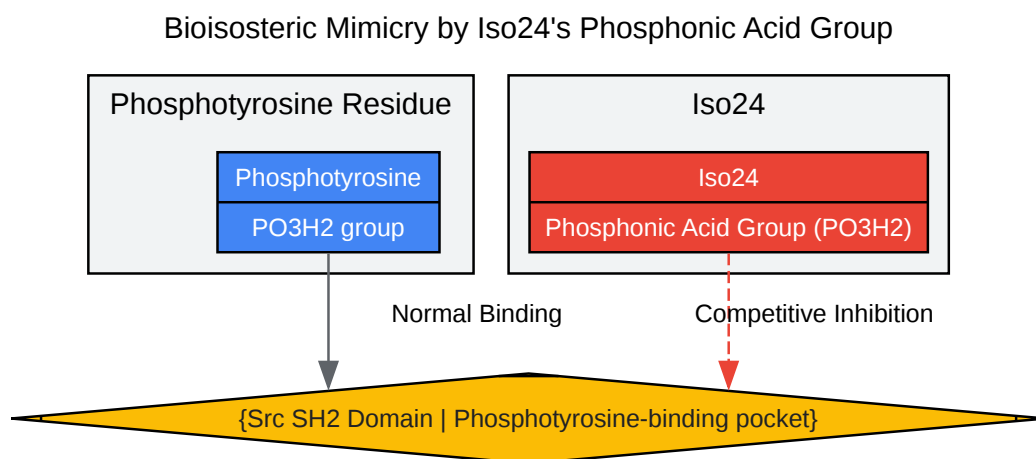 Bioisosteric Mimicry by Iso24's Phosphonic Acid Group
Phosphotyrosine Residue
Iso24
Phosphotyrosine
PO3H2 group
Iso24
Phosphonic Acid Group (PO3H2)
Normal Binding
Competitive Inhibition
{Src SH2 Domain | Phosphotyrosine-binding pocket}